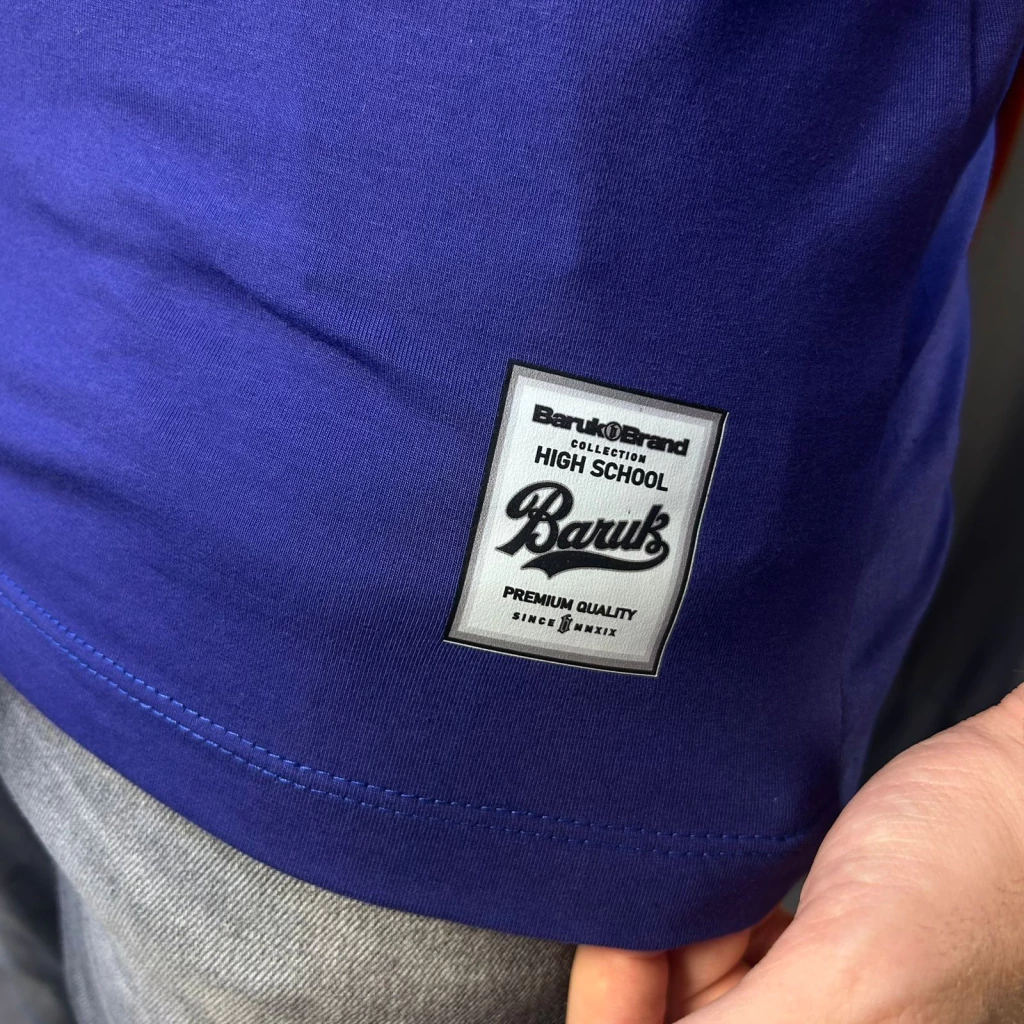 Baruk Brand
COLLECTION
HIGH SCHOOL
Baruk
PREMIUM QUALITY
SINCE MMXIX